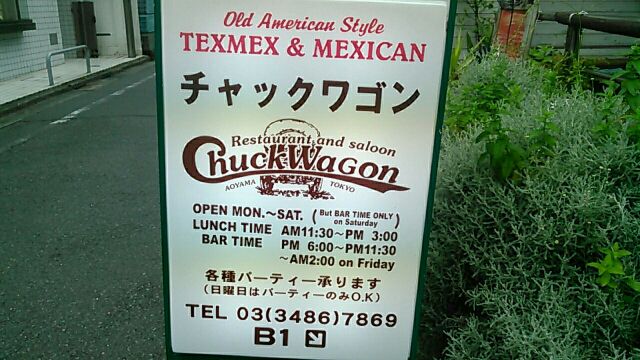 Old American Style
TEXMEX & MEXICAN
チャックワゴン
Restaurant and saloon
ChuckWaGon
AOYAMA TOKYO
OPEN MON.～SAT. (But BAR TIME ONLY on Saturday)
LUNCH TIME AM11:30～PM 3:00
BAR TIME PM 6:00～PM11:30
～AM2:00 on Friday
各種パーティー承ります
(日曜日はパーティーのみO.K)
TEL 03(3486)7869
B1 ↘